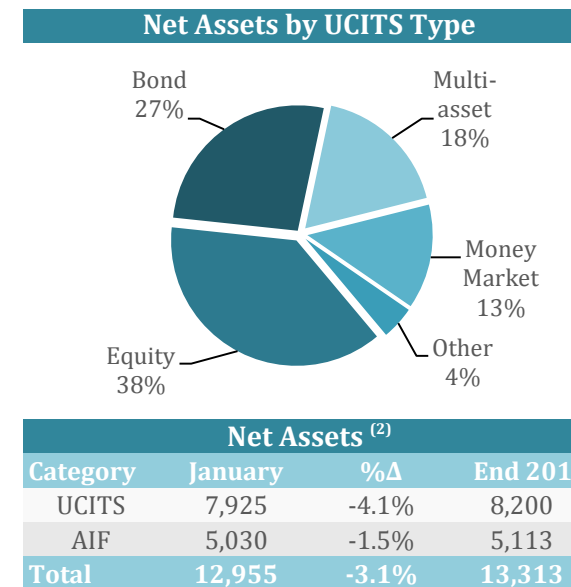 Net Assets by UCITS Type
Bond
27%
Multi-
asset
18%
Money
Market
13%
Other
4%
Equity
38%
Net Assets (2)
Category January %Δ End 201
UCITS 7,925 -4.1% 8,200
AIF 5,030 -1.5% 5,113
Total 12,955 -3.1% 13,313